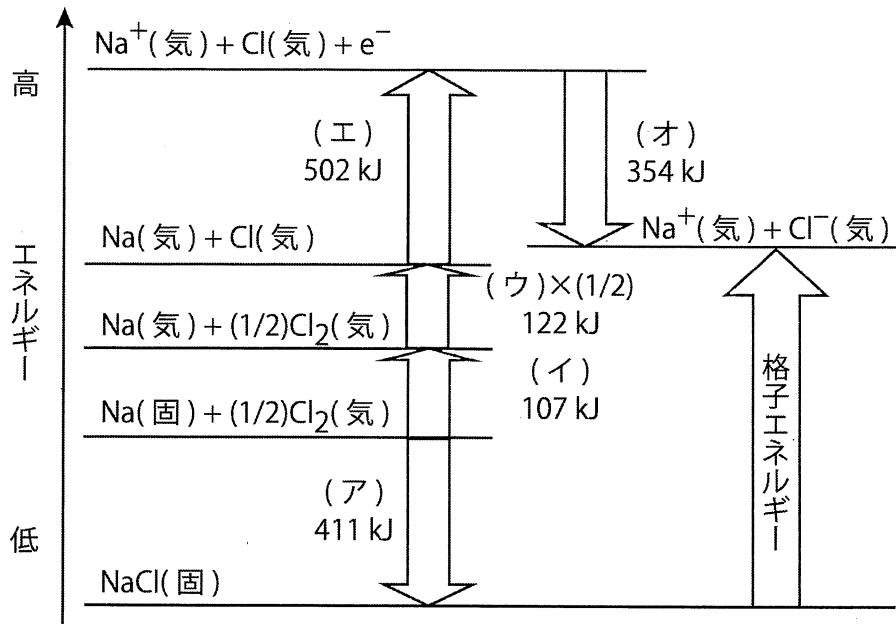 Na⁺(気) + Cl(気) + e⁻
高
(エ)
502 kJ
(オ)
354 kJ
Na⁺(気) + Cl⁻(気)
Na(気) + Cl(気)
エネルギー
(ウ)×(1/2)
122 kJ
Na(気) + (1/2)Cl₂(気)
(イ)
107 kJ
格子エネルギー
Na(固) + (1/2)Cl₂(気)
(ア)
411 kJ
低
NaCl(固)